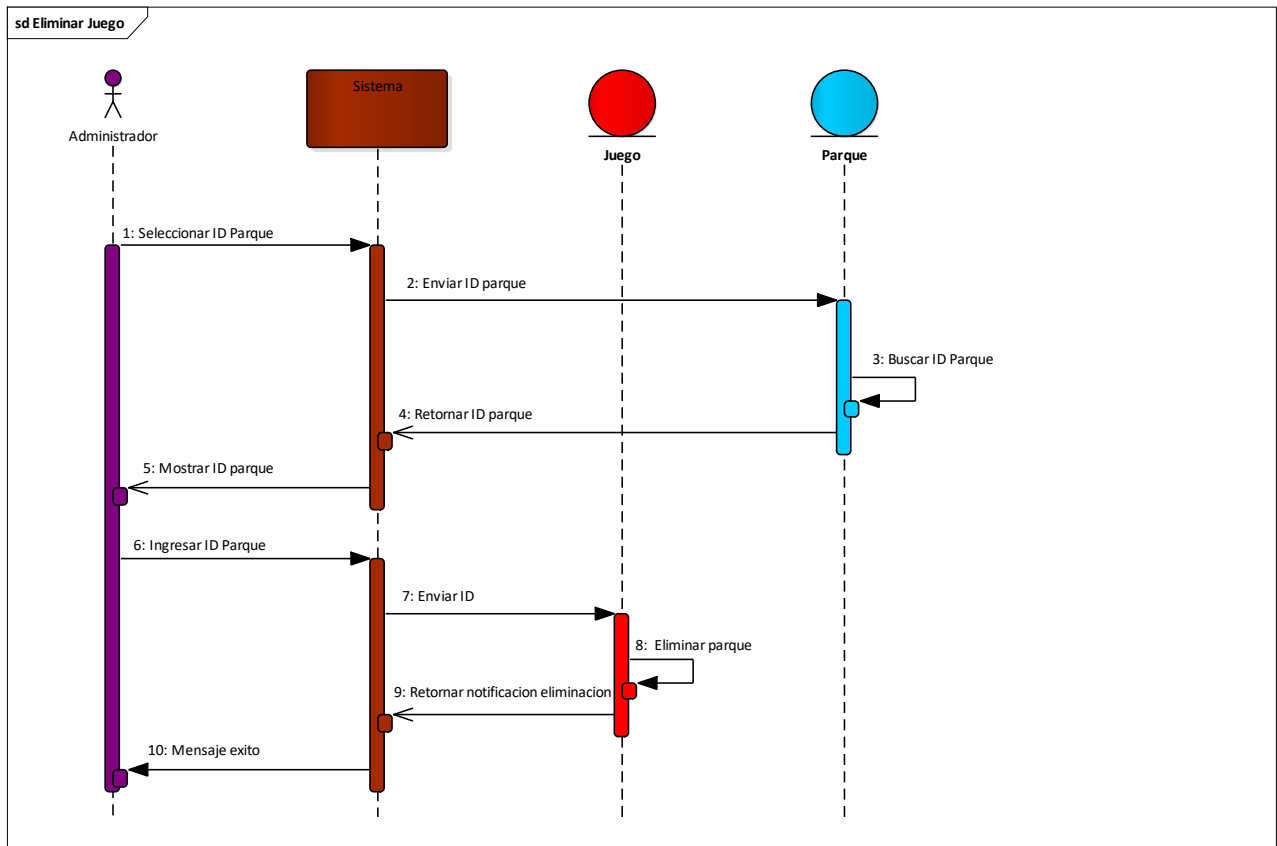 sd Eliminar Juego
Administrador
Sistema
Juego
Parque
1: Seleccionar ID Parque
2: Enviar ID parque
3: Buscar ID Parque
4: Retornar ID parque
5: Mostrar ID parque
6: Ingresar ID Parque
7: Enviar ID
8: Eliminar parque
9: Retornar notificacion eliminacion
10: Mensaje exito